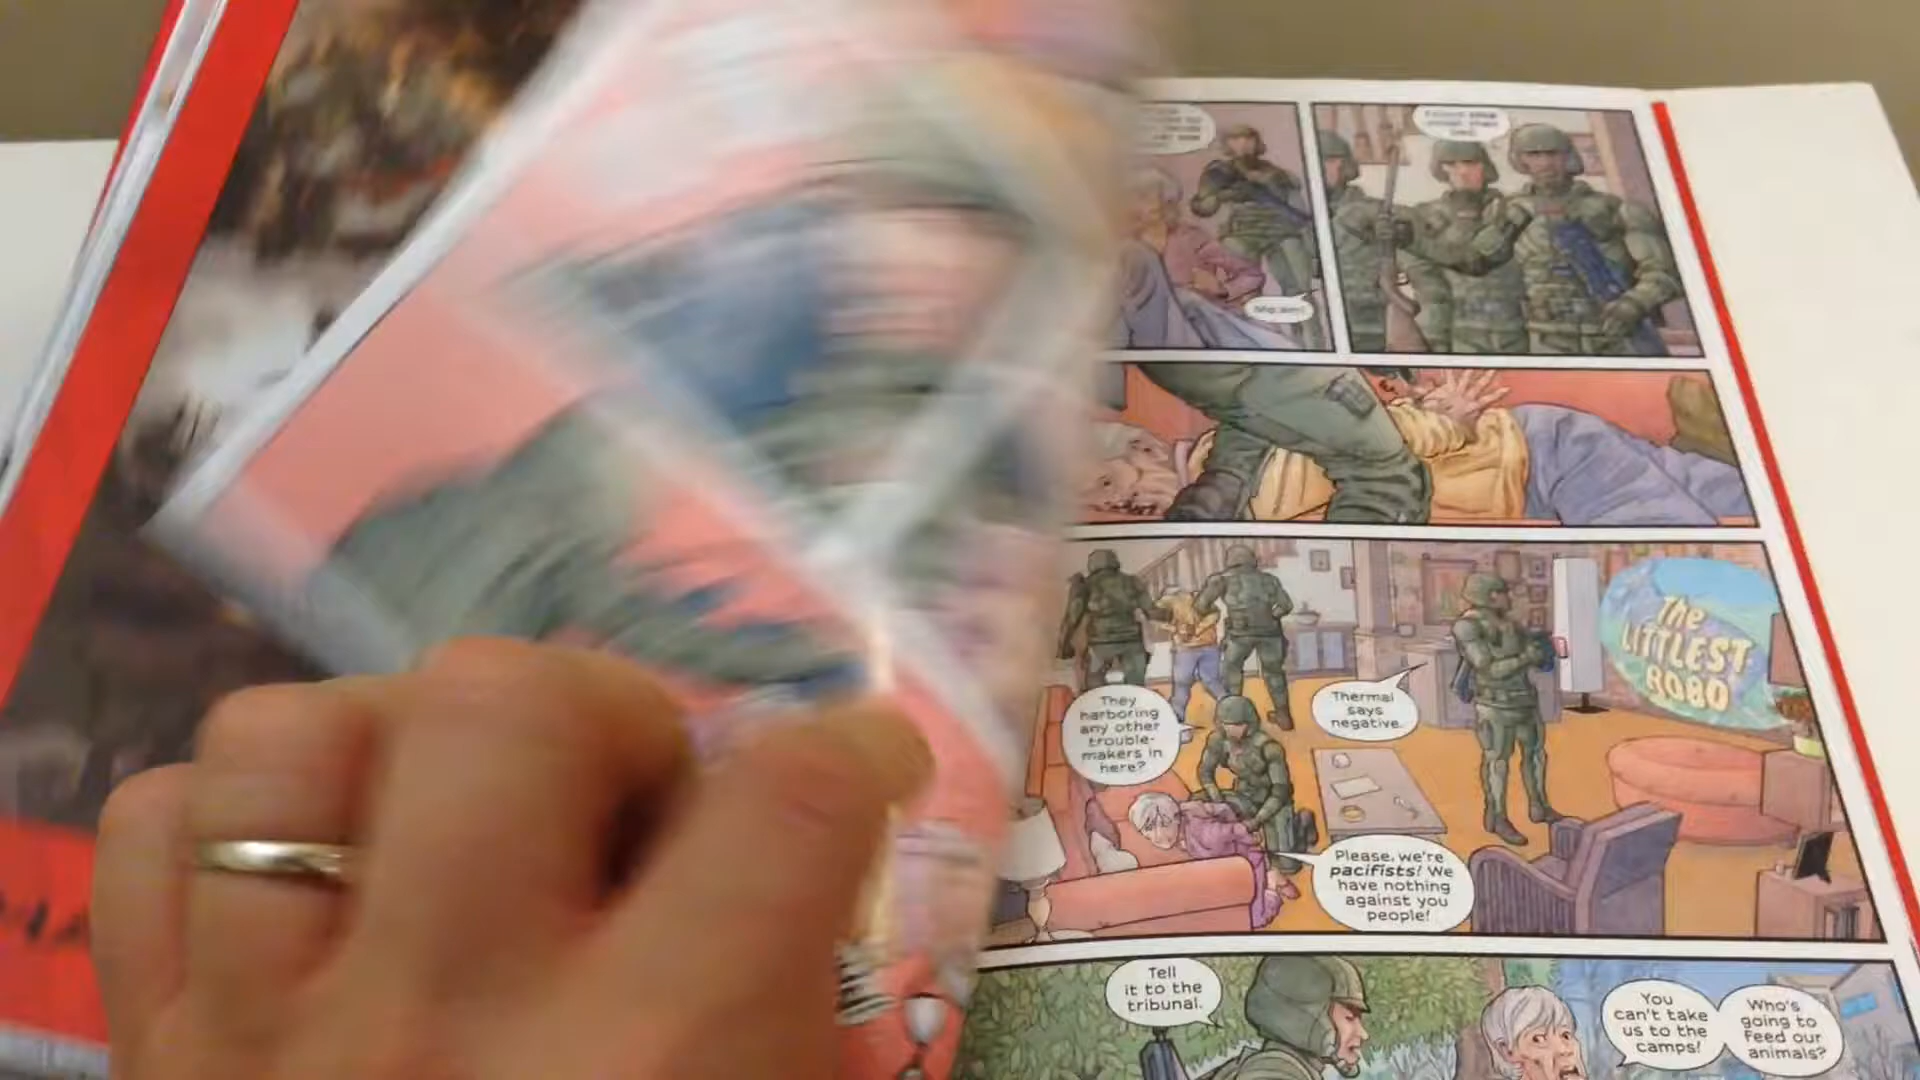 Ma'am?
The
LITTLEST
ROBO
They
harboring
any other
trouble-
makers in
here?
Thermal
says
negative.
Please, we're
pacifists! We
have nothing
against you
people!
Tell
it to the
tribunal.
You
can't take
us to the
camps!
Who's
going to
feed our
animals?